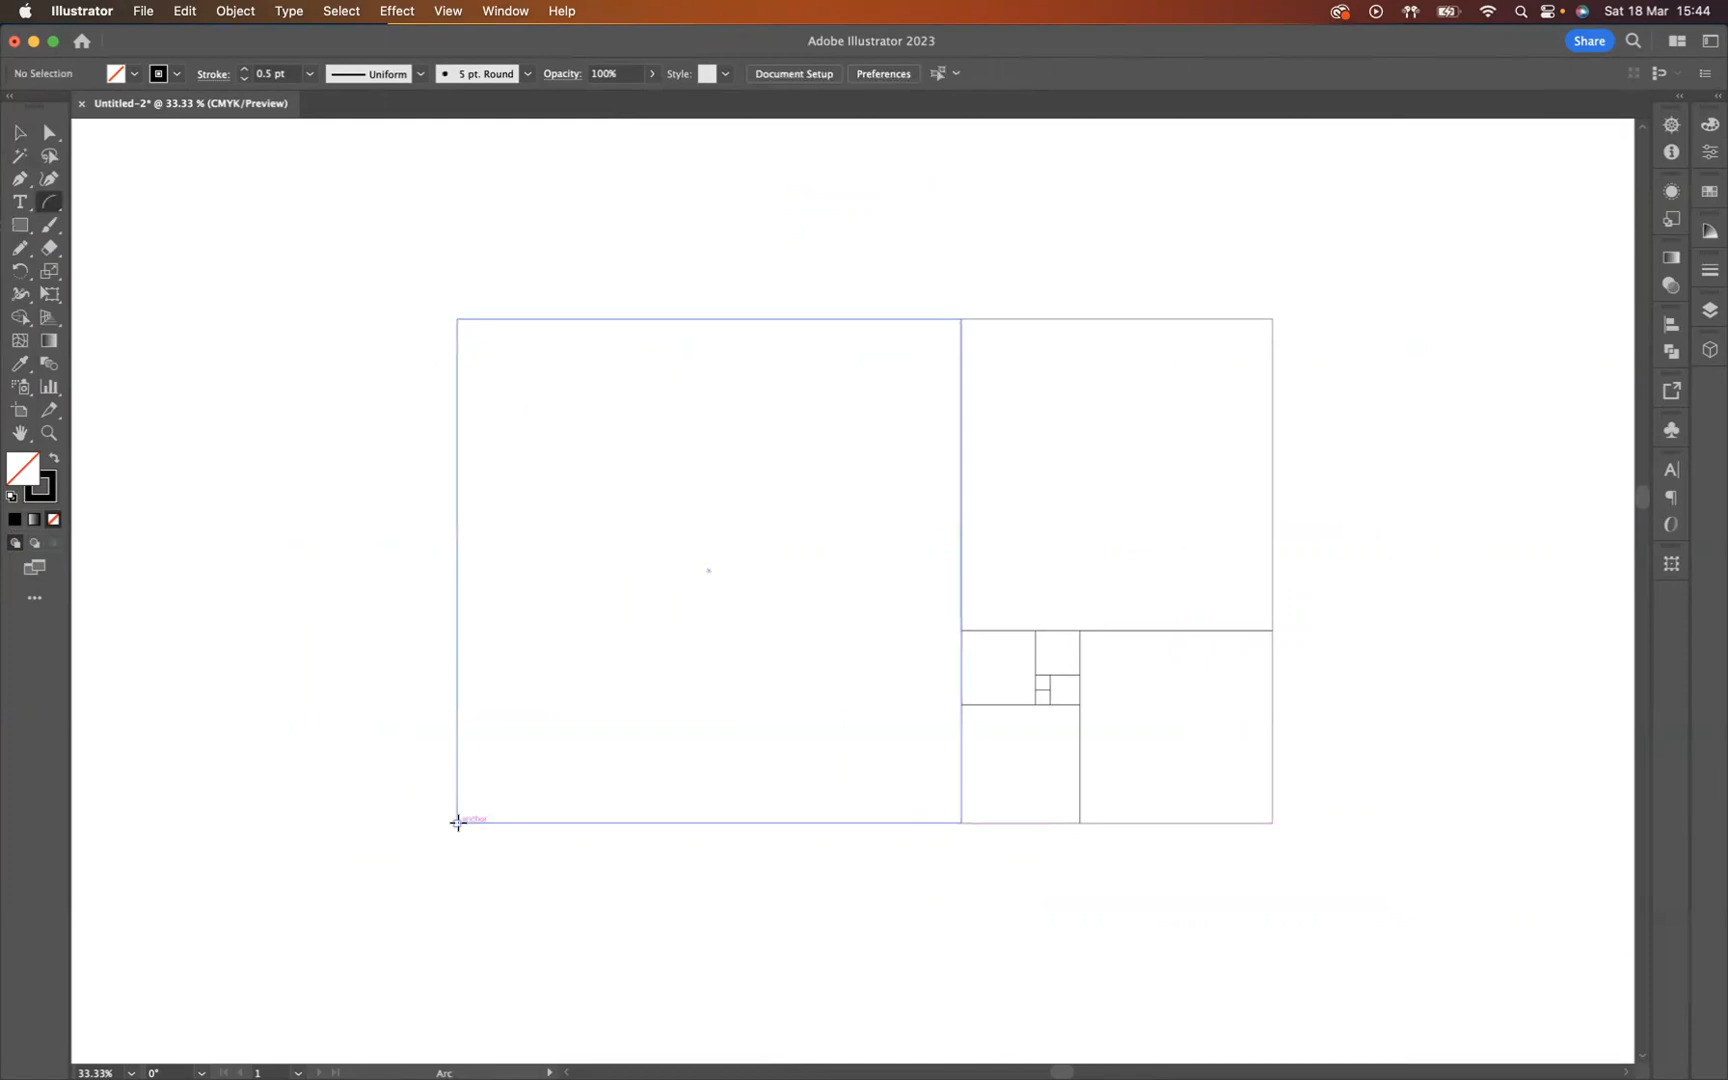 Illustrator File Edit Object Type Select Effect View Window Help Sat 18 Mar 15:44
Adobe Illustrator 2023 Share
No Selection Stroke: 0.5 pt Uniform 5 pt. Round Opacity: 100% Style: Document Setup Preferences
Untitled-2* @ 33.33 % (CMYK/Preview)
anchor
33.33% 0° 1 Arc